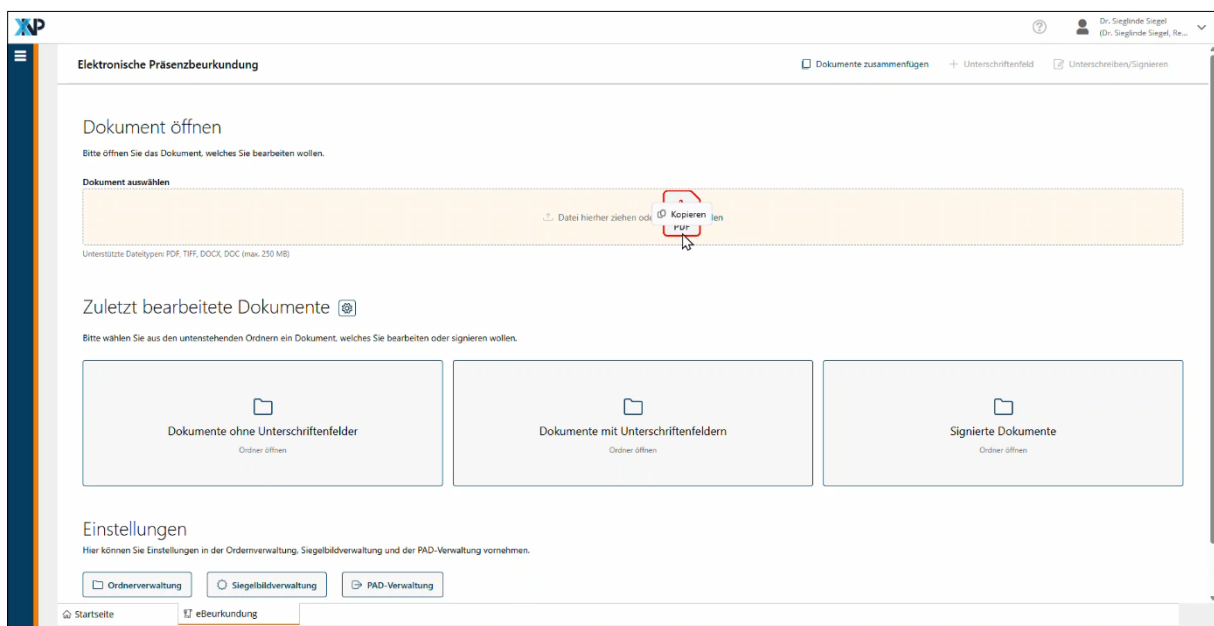 XNP
Dr. Sieglinde Siegel
(Dr. Sieglinde Siegel, Re...
Elektronische Präsenzbeurkundung
Dokumente zusammenfügen
+ Unterschriftenfeld
Unterschreiben/Signieren
Dokument öffnen
Bitte öffnen Sie das Dokument, welches Sie bearbeiten wollen.
Dokument auswählen
Datei hierher ziehen ode
Kopieren
len
PDF
Unterstützte Dateitypen: PDF, TIFF, DOCX, DOC (max. 250 MB)
Zuletzt bearbeitete Dokumente
Bitte wählen Sie aus den untenstehenden Ordnern ein Dokument, welches Sie bearbeiten oder signieren wollen.
Dokumente ohne Unterschriftenfelder
Ordner öffnen
Dokumente mit Unterschriftenfeldern
Ordner öffnen
Signierte Dokumente
Ordner öffnen
Einstellungen
Hier können Sie Einstellungen in der Ordernverwaltung, Siegelbildverwaltung und der PAD-Verwaltung vornehmen.
Ordnerverwaltung
Siegelbildverwaltung
PAD-Verwaltung
Startseite
eBeurkundung